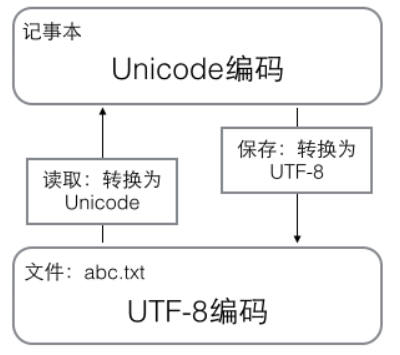 记事本
Unicode编码
读取：转换为
Unicode
保存：转换为
UTF-8
文件：abc.txt
UTF-8编码